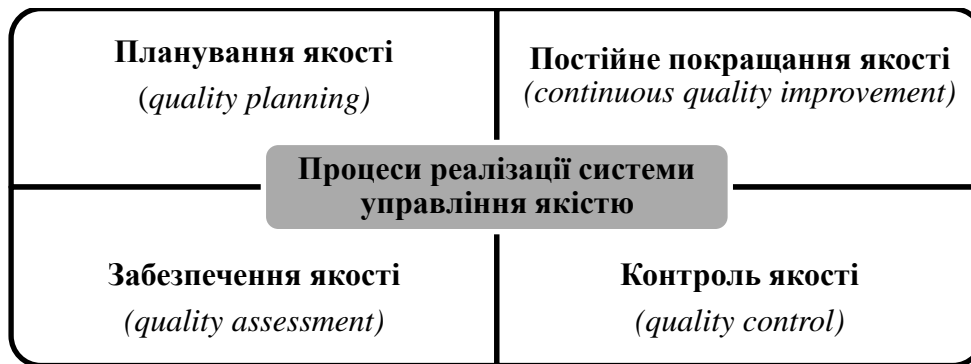 Планування якості
(quality planning)
Постійне покращання якості
(continuous quality improvement)
Процеси реалізації системи
управління якістю
Забезпечення якості
(quality assessment)
Контроль якості
(quality control)